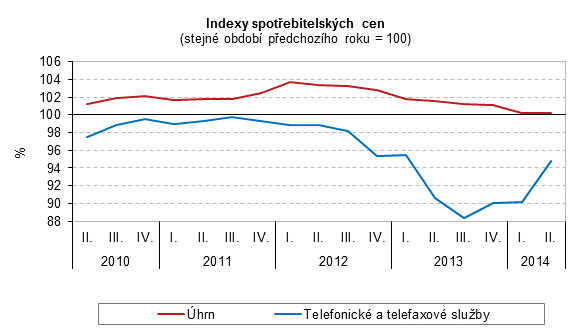 Indexy spotřebitelských cen
(stejné období předchozího roku = 100)
106
104
102
100
98
96
94
92
90
88
%
II. III. IV. I. II. III. IV. I. II. III. IV. I. II. III. IV. I. II.
2010 2011 2012 2013 2014
Úhrn Telefonické a telefaxové služby